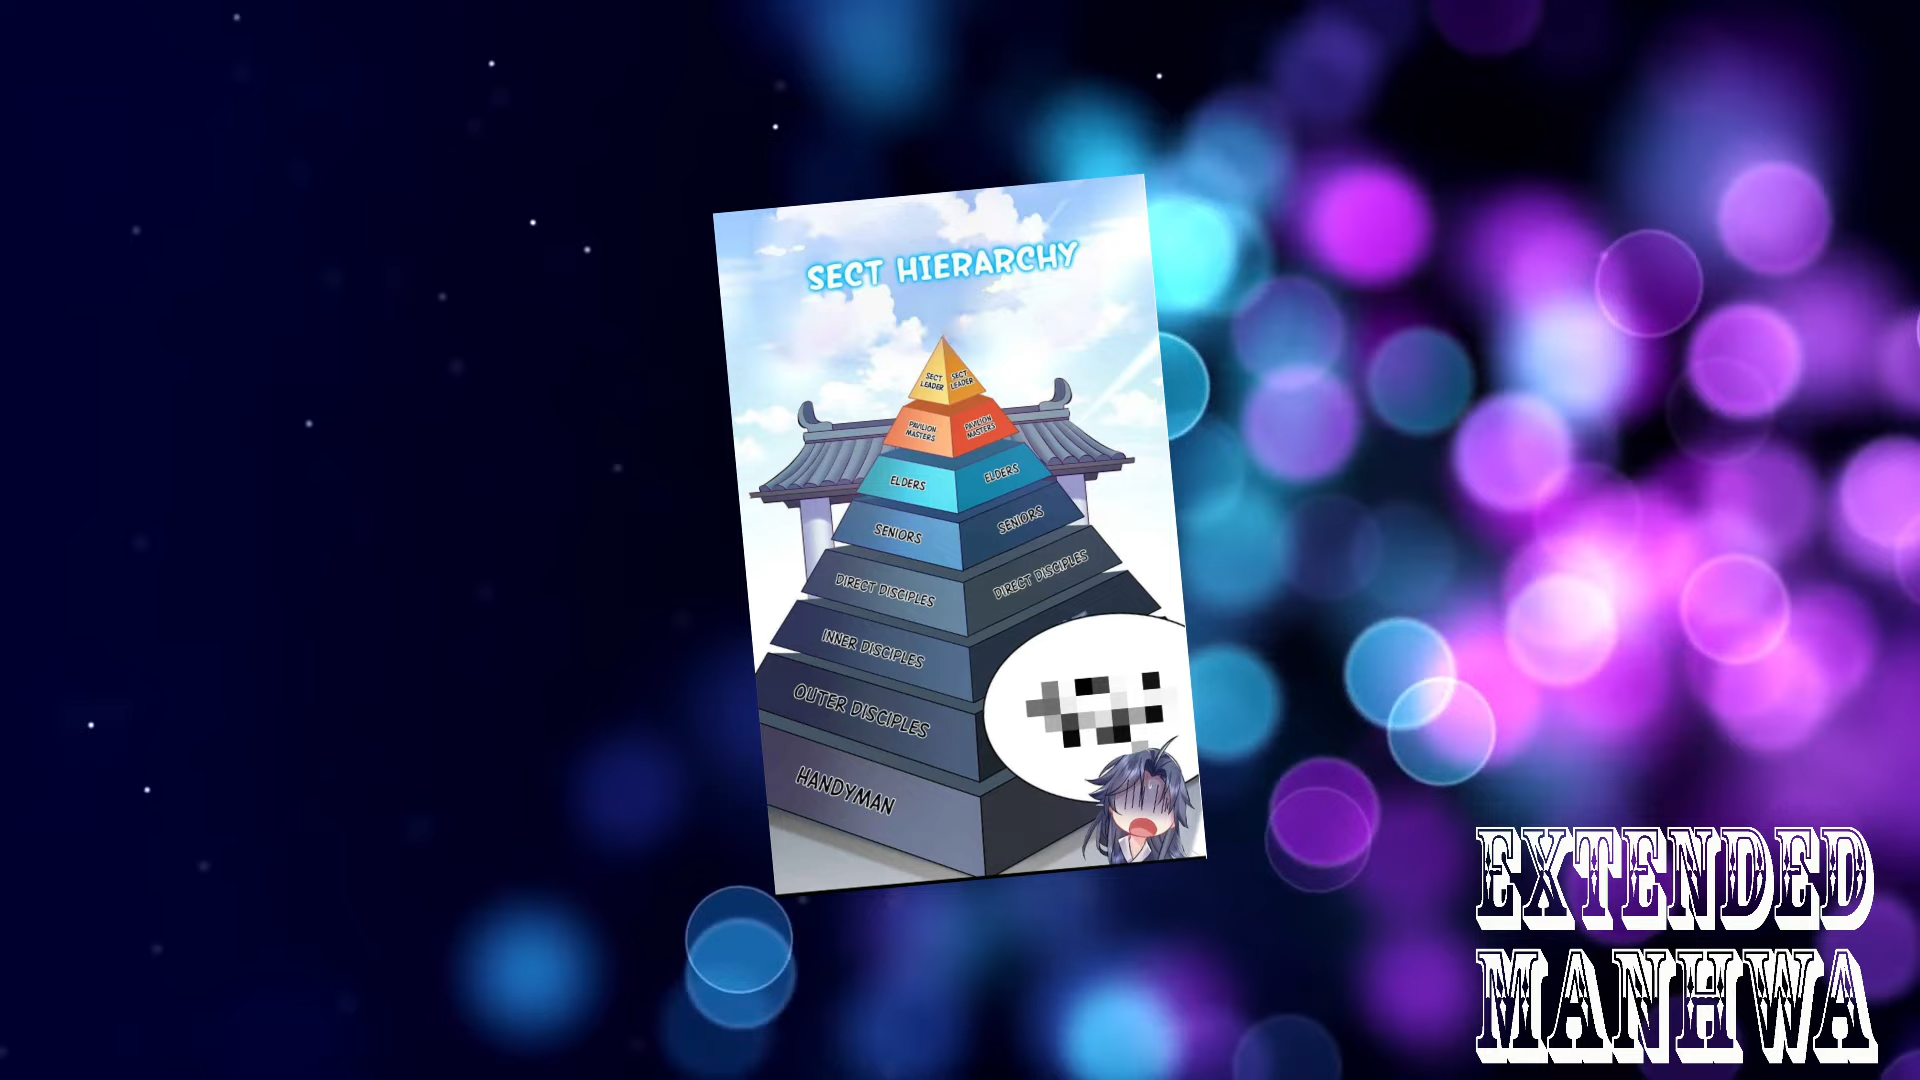 SECT HIERARCHY
SECT
LEADER
SECT
LEADER
PAVILION
MASTERS
PAVILION
MASTERS
ELDERS
ELDERS
SENIORS
SENIORS
DIRECT DISCIPLES
DIRECT DISCIPLES
INNER DISCIPLES
OUTER DISCIPLES
HANDYMAN
EXTENDED
MANHWA